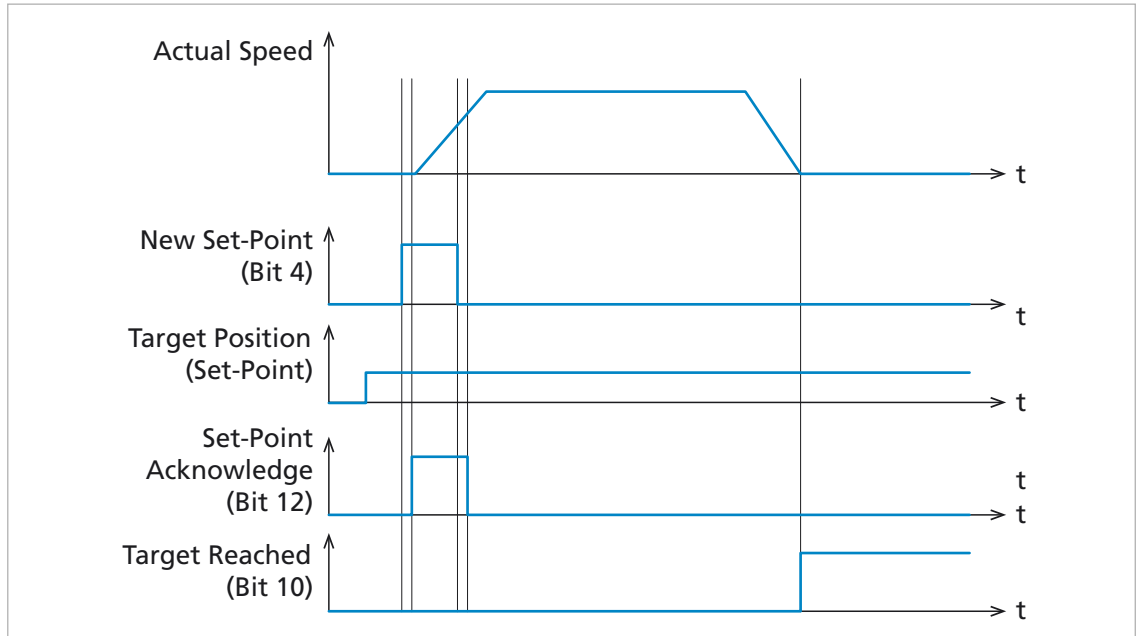 Actual Speed
t
New Set-Point
(Bit 4)
t
Target Position
(Set-Point)
t
Set-Point
Acknowledge
(Bit 12)
t
t
Target Reached
(Bit 10)
t